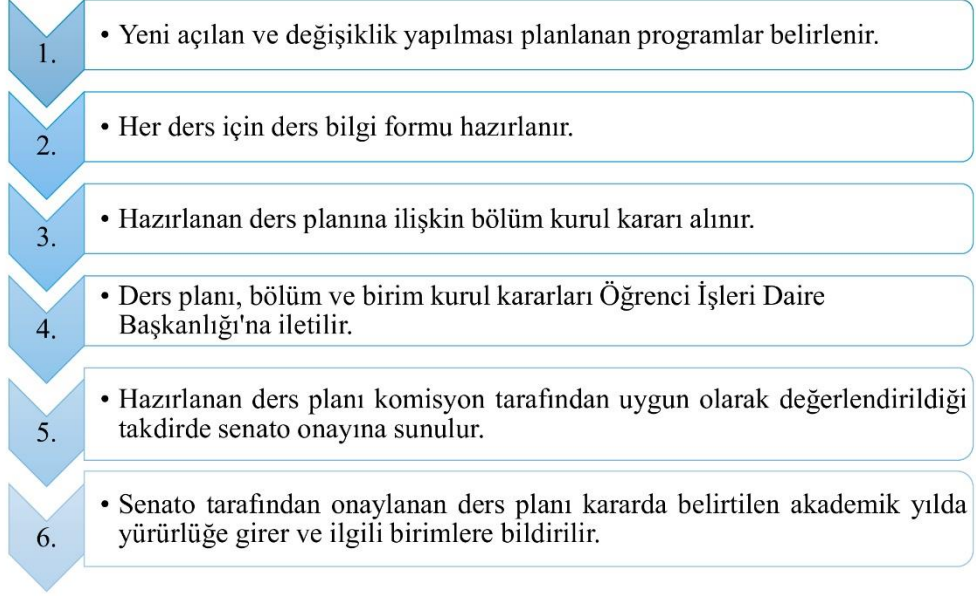 1.
• Yeni açılan ve değişiklik yapılması planlanan programlar belirlenir.
2.
• Her ders için ders bilgi formu hazırlanır.
3.
• Hazırlanan ders planına ilişkin bölüm kurul kararı alınır.
4.
• Ders planı, bölüm ve birim kurul kararları Öğrenci İşleri Daire
Başkanlığı'na iletilir.
5.
• Hazırlanan ders planı komisyon tarafından uygun olarak değerlendirildiği
takdirde senato onayına sunulur.
6.
• Senato tarafından onaylanan ders planı kararda belirtilen akademik yılda
yürürlüğe girer ve ilgili birimlere bildirilir.